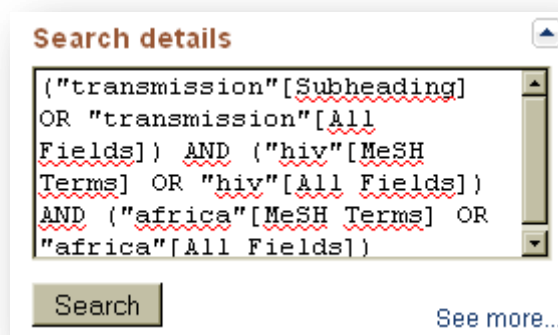 Search details
("transmission"[Subheading]
OR "transmission"[All
Fields]) AND ("hiv"[MeSH
Terms] OR "hiv"[All Fields])
AND ("africa"[MeSH Terms] OR
"africa"[All Fields])
Search
See more...